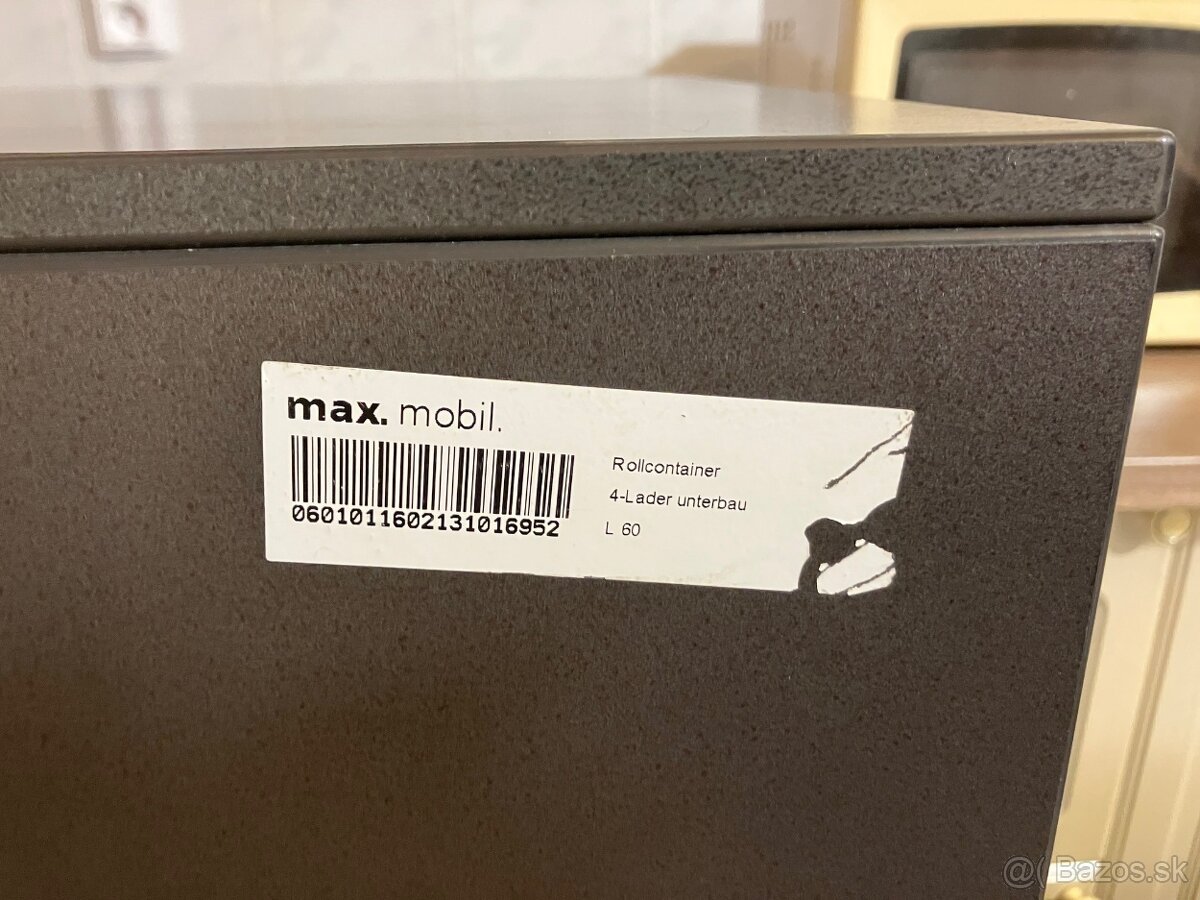 max. mobil.
0601011602131016952
Rollcontainer
4-Lader unterbau
L 60
@( Bazos.sk